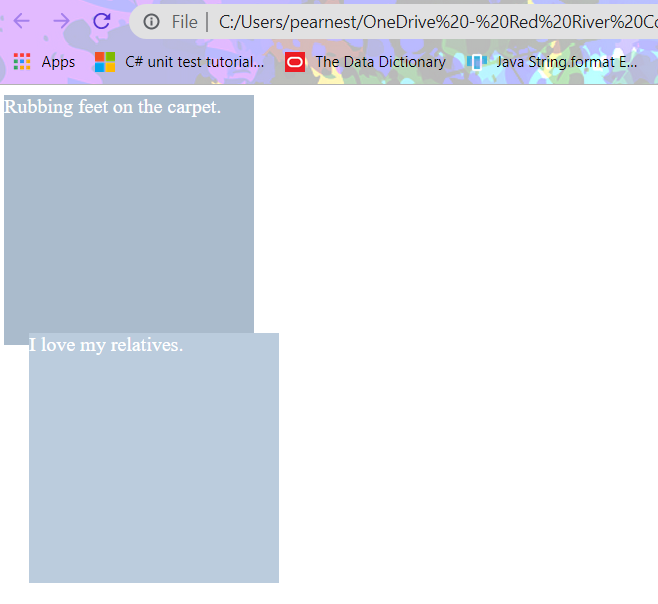 File | C:/Users/pearnest/OneDrive%20-%20Red%20River%20Co
Apps C# unit test tutorial... The Data Dictionary Java String.format E...
Rubbing feet on the carpet.
I love my relatives.